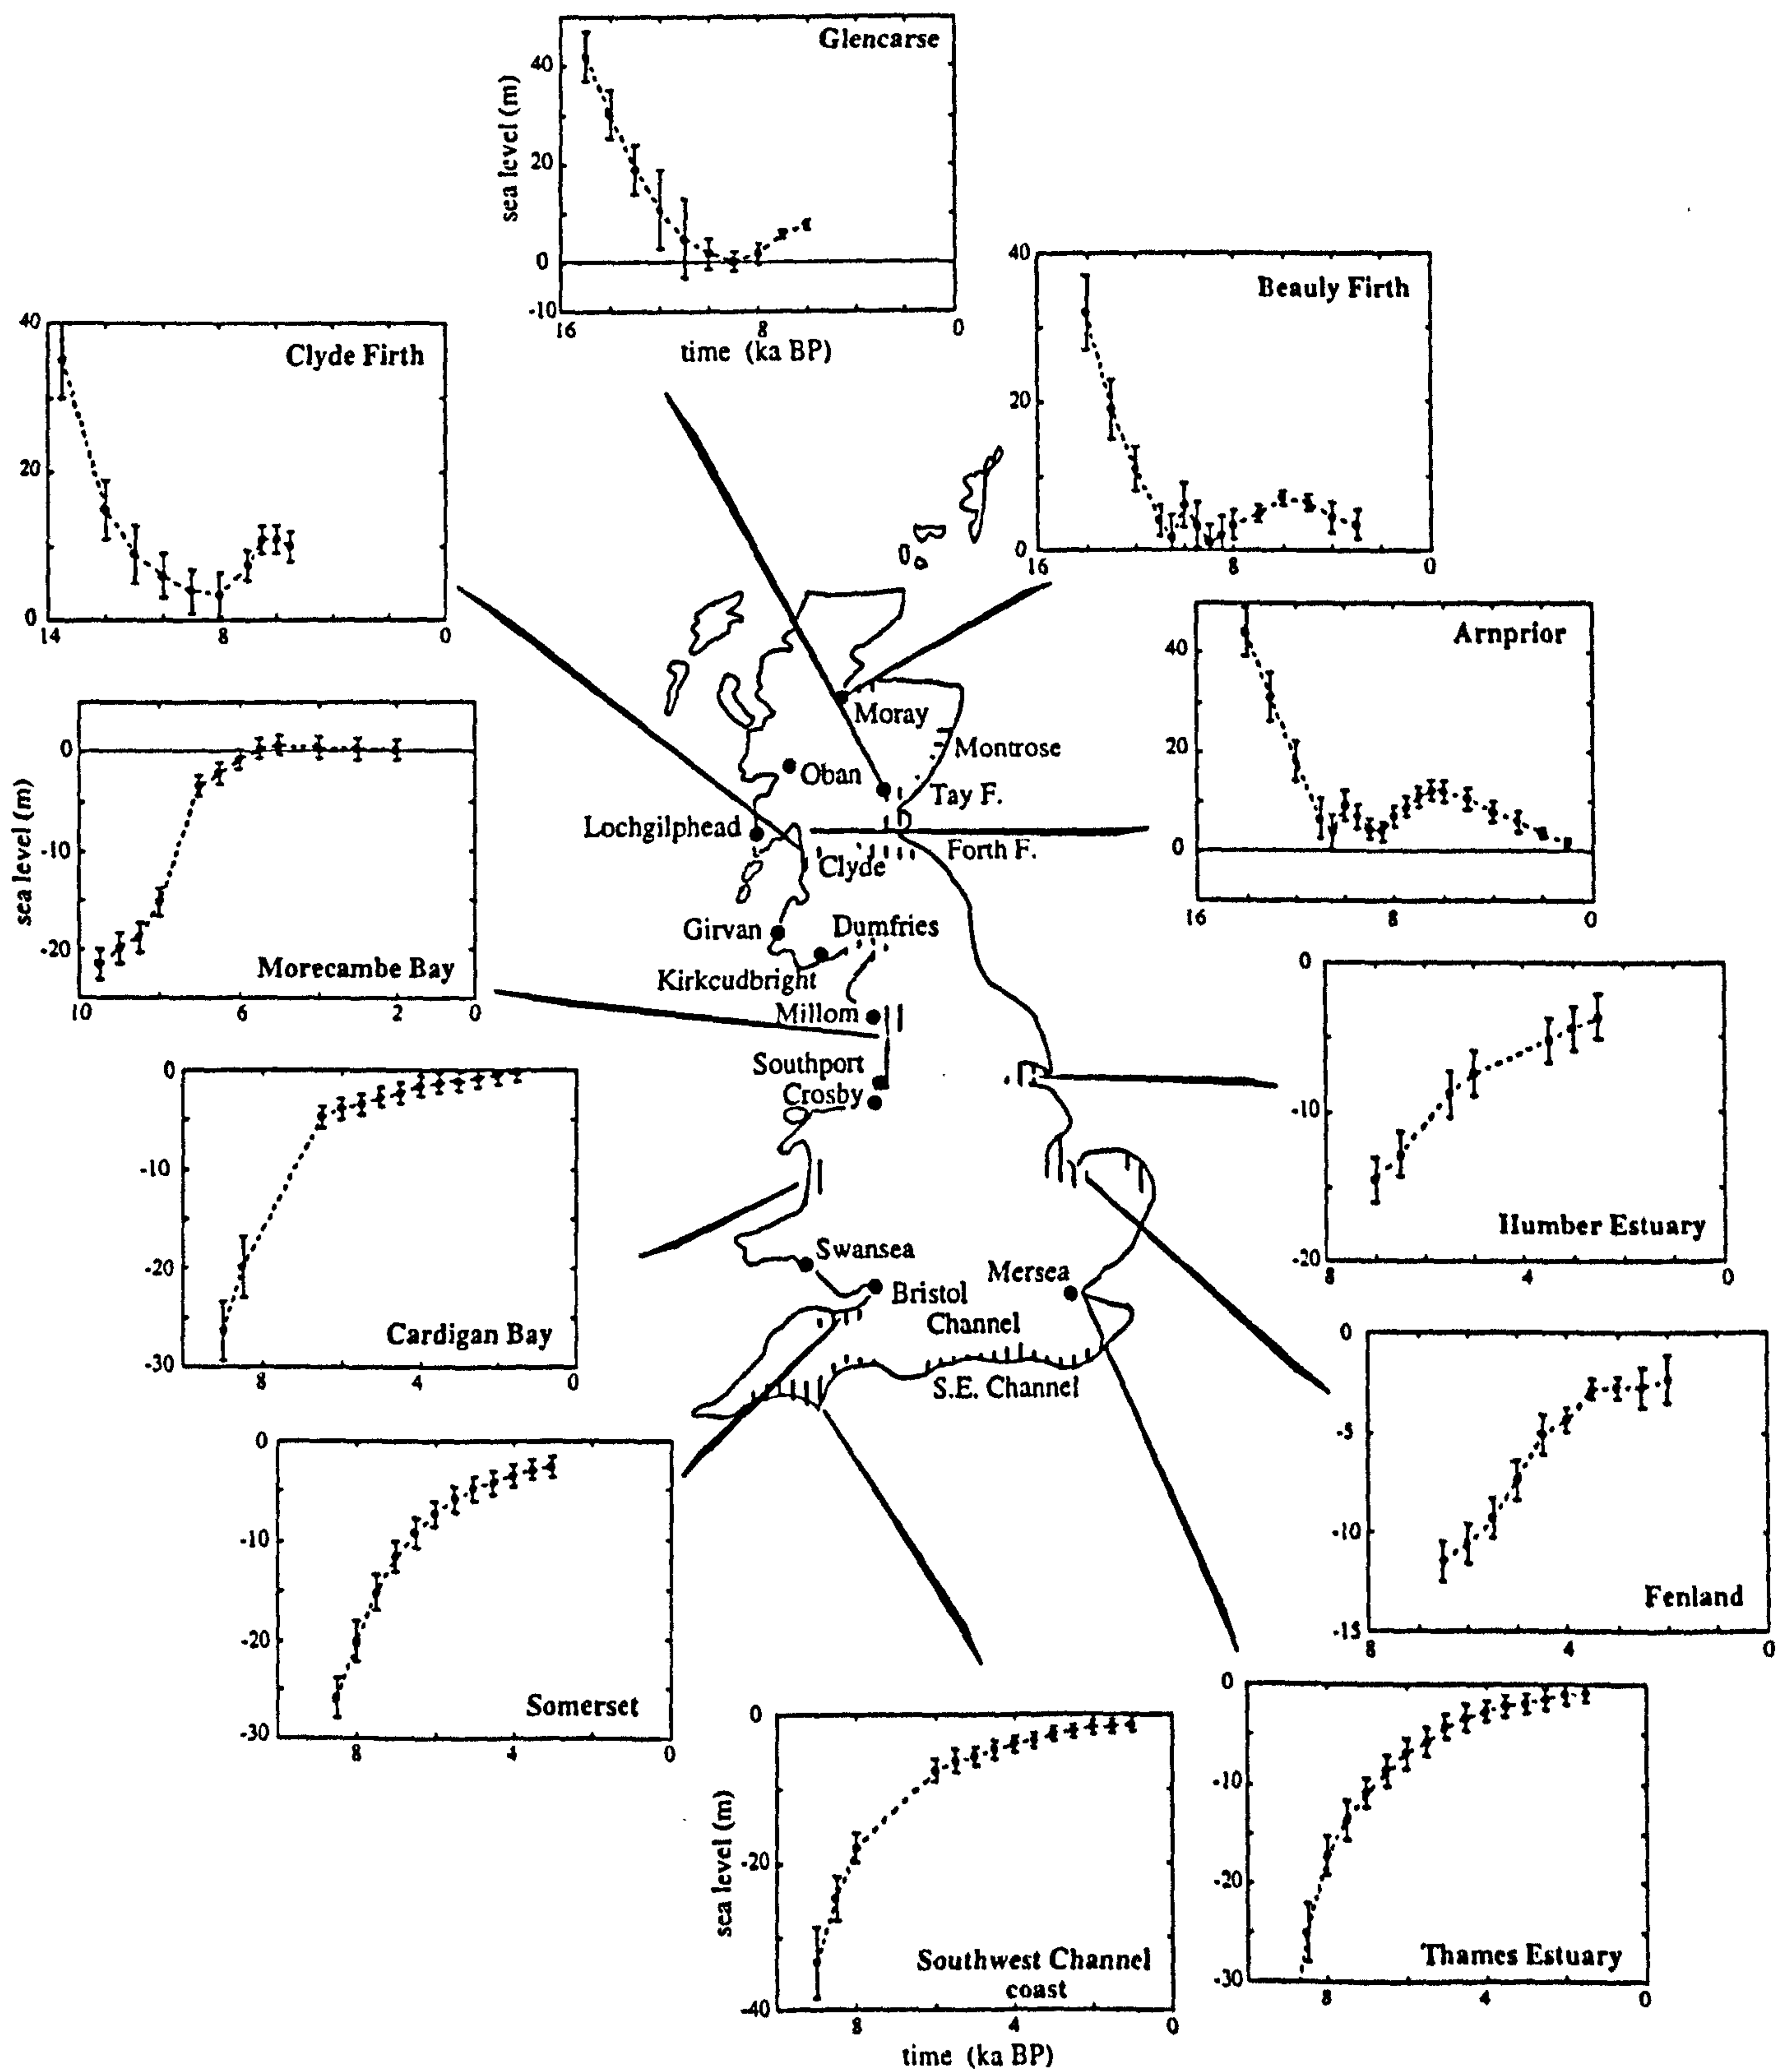 Glencarse
sea level (m)
40
20
0
-10
16
8
0
time (ka BP)
Beauly Firth
40
20
0
16
8
0
Clyde Firth
40
20
0
14
8
0
Arnprior
40
20
0
16
8
0
Morecambe Bay
sea level (m)
0
-10
-20
10
6
2
0
Moray
Montrose
Oban
Tay F.
Lochgilphead
Forth F.
Clyde
Girvan
Dumfries
Kirkcudbright
Millom
Southport
Crosby
Swansea
Mersea
Bristol
Channel
S.E. Channel
Humber Estuary
0
-10
-20
8
4
0
Cardigan Bay
0
-10
-20
-30
8
4
0
Fenland
0
-5
-10
-15
8
4
0
Somerset
0
-10
-20
-30
8
4
0
Southwest Channel
coast
sea level (m)
0
-20
-40
8
4
0
time (ka BP)
Thames Estuary
0
-10
-20
-30
8
4
0